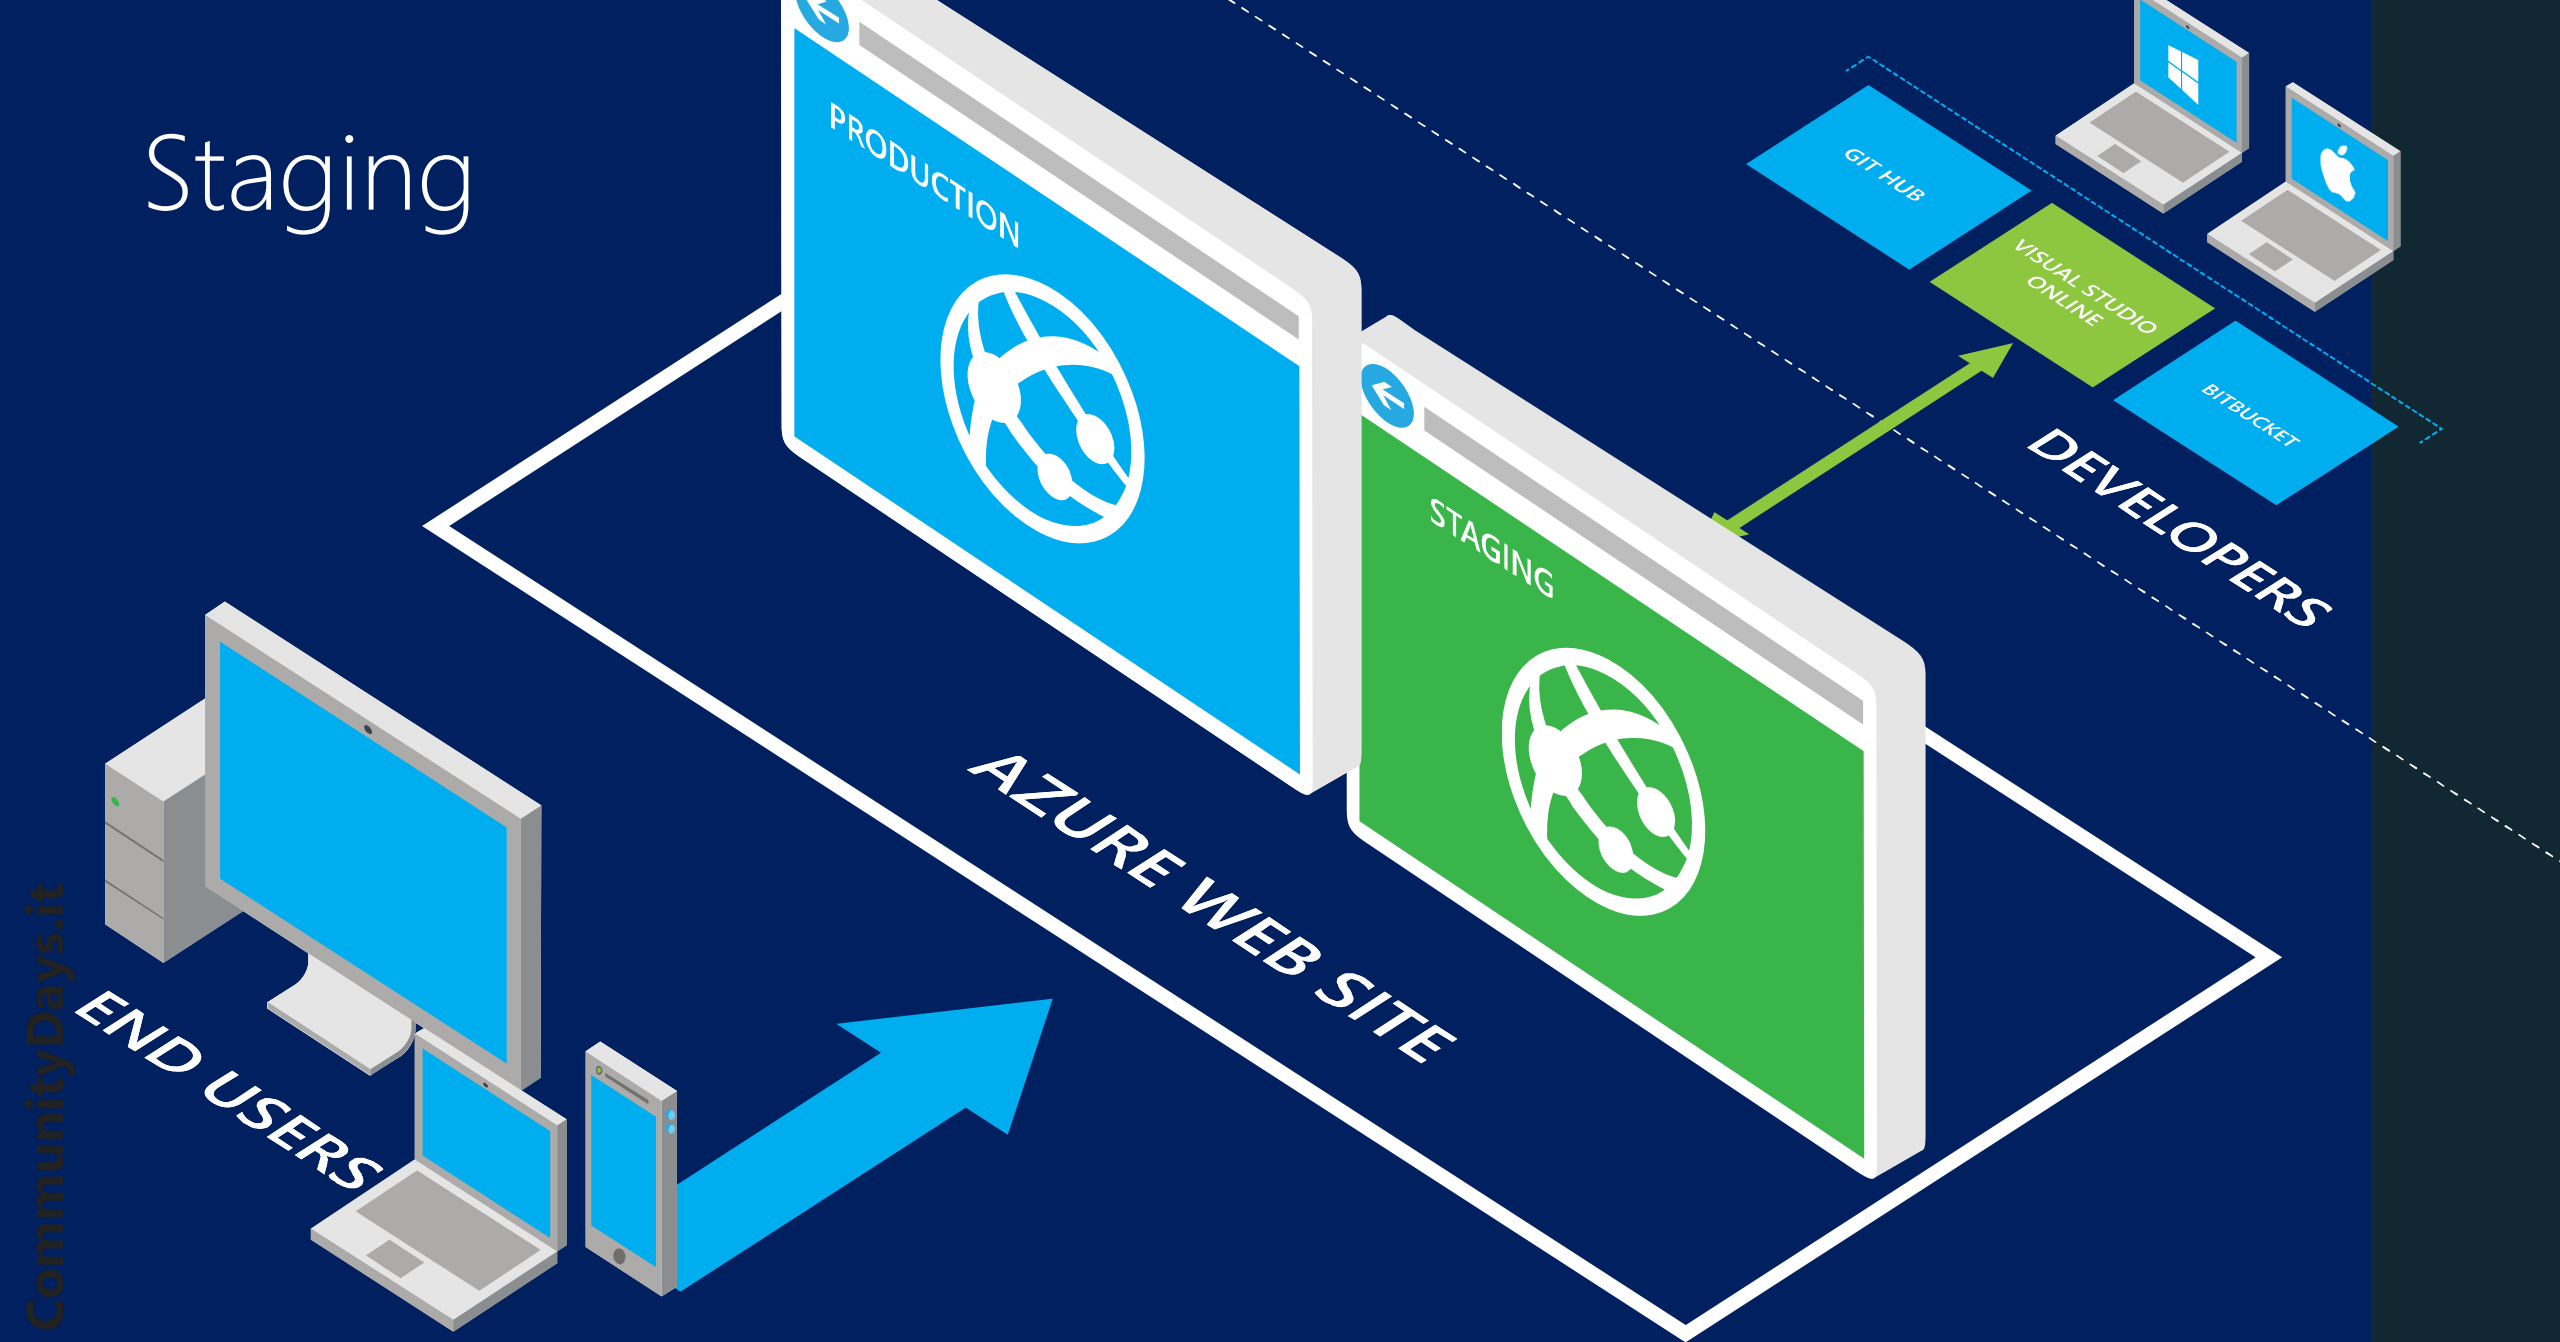 Staging
PRODUCTION
STAGING
AZURE WEB SITE
GIT HUB
VISUAL STUDIO
ONLINE
BITBUCKET
DEVELOPERS
END USERS
CommunityDays.it